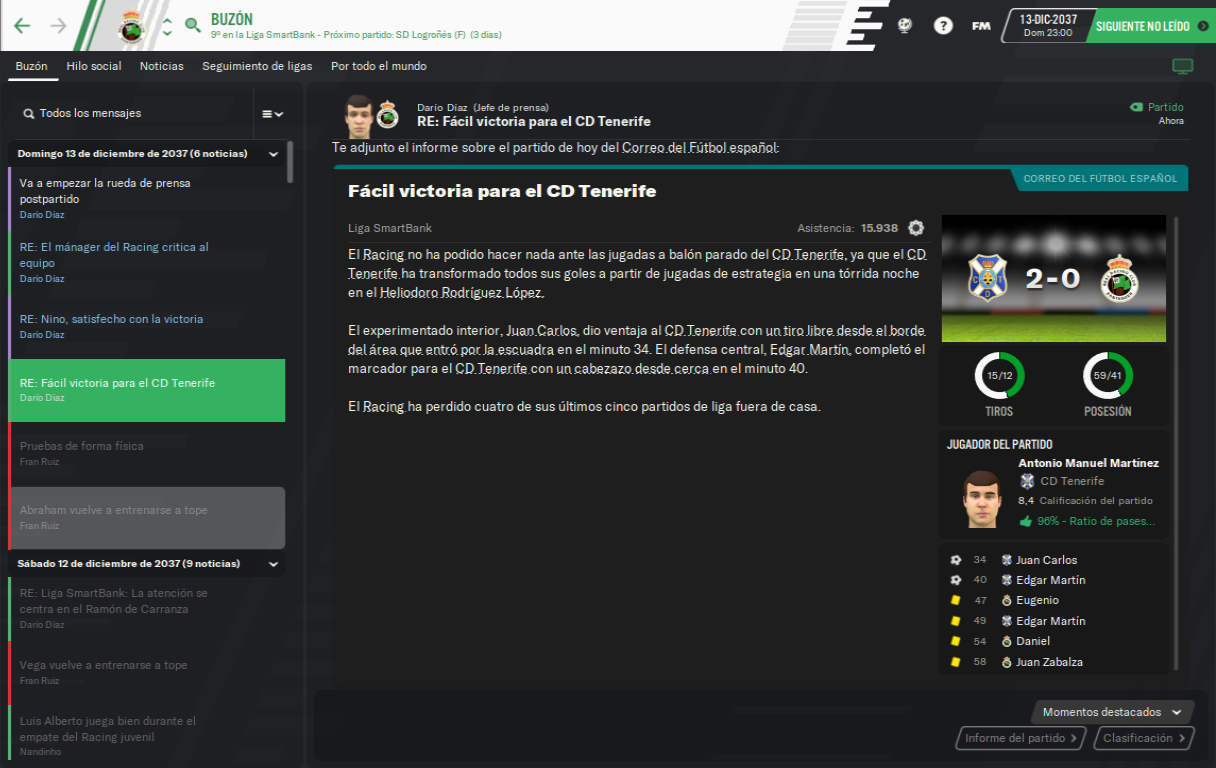 BUZÓN
9º en la Liga SmartBank - Próximo partido: SD Logroñés (F) (3 días)
FM
13-DIC-2037
Dom 23:00
SIGUIENTE NO LEÍDO
Buzón Hilo social Noticias Seguimiento de ligas Por todo el mundo
Todos los mensajes
Domingo 13 de diciembre de 2037 (6 noticias)
Va a empezar la rueda de prensa
postpartido
Darío Díaz
RE: El mánager del Racing critica al
equipo
Darío Díaz
RE: Nino, satisfecho con la victoria
Darío Díaz
RE: Fácil victoria para el CD Tenerife
Darío Díaz
Pruebas de forma física
Fran Ruiz
Abraham vuelve a entrenarse a tope
Fran Ruiz
Sábado 12 de diciembre de 2037 (9 noticias)
RE: Liga SmartBank: La atención se
centra en el Ramón de Carranza
Darío Díaz
Vega vuelve a entrenarse a tope
Fran Ruiz
Luis Alberto juega bien durante el
empate del Racing juvenil
Nandinho
Darío Díaz (Jefe de prensa)
RE: Fácil victoria para el CD Tenerife
Partido
Ahora
Te adjunto el informe sobre el partido de hoy del Correo del Fútbol español:
CORREO DEL FÚTBOL ESPAÑOL
Fácil victoria para el CD Tenerife
Liga SmartBank
Asistencia: 15.938
El Racing no ha podido hacer nada ante las jugadas a balón parado del CD Tenerife, ya que el CD
Tenerife ha transformado todos sus goles a partir de jugadas de estrategia en una tórrida noche
en el Heliodoro Rodríguez López.
El experimentado interior, Juan Carlos, dio ventaja al CD Tenerife con un tiro libre desde el borde
del área que entró por la escuadra en el minuto 34. El defensa central, Edgar Martín, completó el
marcador para el CD Tenerife con un cabezazo desde cerca en el minuto 40.
El Racing ha perdido cuatro de sus últimos cinco partidos de liga fuera de casa.
2-0
15/12
59/41
TIROS
POSESIÓN
JUGADOR DEL PARTIDO
Antonio Manuel Martínez
CD Tenerife
8,4 Calificación del partido
96% - Ratio de pases...
34 Juan Carlos
40 Edgar Martín
47 Eugenio
49 Edgar Martín
54 Daniel
58 Juan Zabalza
Momentos destacados
Informe del partido
Clasificación